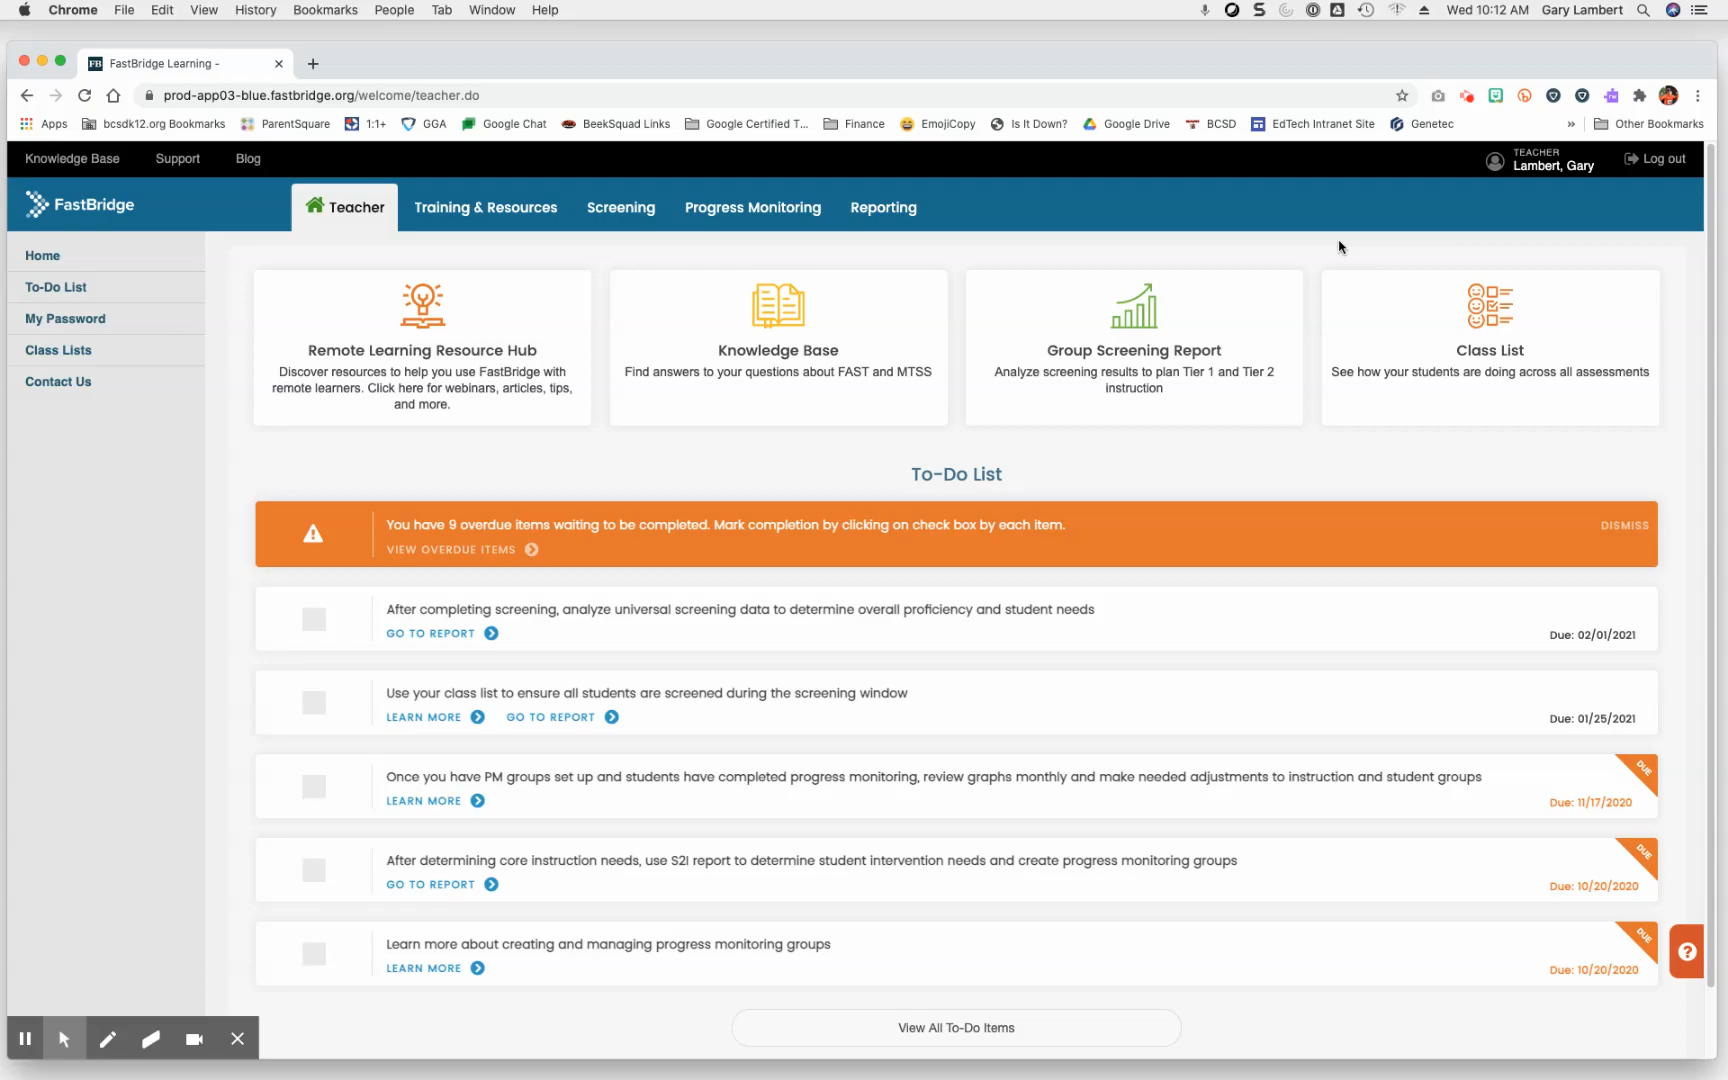 Chrome File Edit View History Bookmarks People Tab Window Help
Wed 10:12 AM Gary Lambert
FB FastBridge Learning -
prod-app03-blue.fastbridge.org/welcome/teacher.do
Apps bcsdk12.org Bookmarks ParentSquare 1:1+ GGA Google Chat BeekSquad Links Google Certified T... Finance EmojiCopy Is It Down? Google Drive BCSD EdTech Intranet Site Genetec » Other Bookmarks
Knowledge Base Support Blog
TEACHER
Lambert, Gary
Log out
FastBridge
Teacher Training & Resources Screening Progress Monitoring Reporting
Home
To-Do List
My Password
Class Lists
Contact Us
Remote Learning Resource Hub
Discover resources to help you use FastBridge with
remote learners. Click here for webinars, articles, tips,
and more.
Knowledge Base
Find answers to your questions about FAST and MTSS
Group Screening Report
Analyze screening results to plan Tier 1 and Tier 2
instruction
Class List
See how your students are doing across all assessments
To-Do List
You have 9 overdue items waiting to be completed. Mark completion by clicking on check box by each item.
DISMISS
VIEW OVERDUE ITEMS
After completing screening, analyze universal screening data to determine overall proficiency and student needs
GO TO REPORT
Due: 02/01/2021
Use your class list to ensure all students are screened during the screening window
LEARN MORE GO TO REPORT
Due: 01/25/2021
Once you have PM groups set up and students have completed progress monitoring, review graphs monthly and make needed adjustments to instruction and student groups
DUE
LEARN MORE
Due: 11/17/2020
After determining core instruction needs, use S2I report to determine student intervention needs and create progress monitoring groups
DUE
GO TO REPORT
Due: 10/20/2020
Learn more about creating and managing progress monitoring groups
DUE
LEARN MORE
Due: 10/20/2020
View All To-Do Items